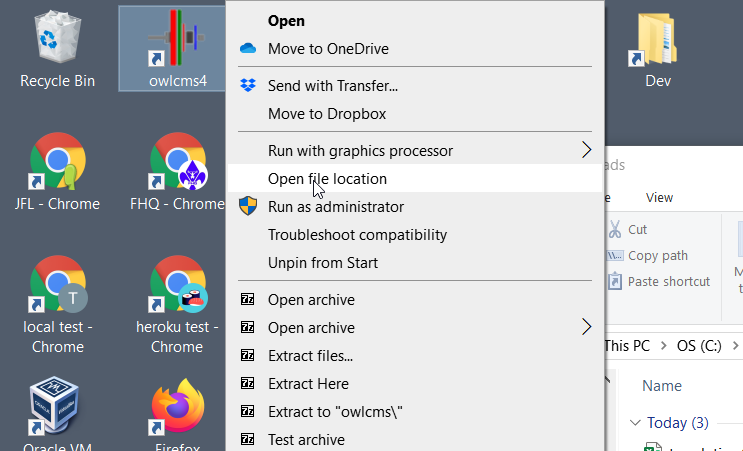 Recycle Bin
owlcms4
JFL - Chrome
FHQ - Chrome
local test -
Chrome
T
heroku test -
Chrome
Oracle VM
Firefox
Open
Move to OneDrive
Send with Transfer...
Move to Dropbox
Run with graphics processor
Open file location
Run as administrator
Troubleshoot compatibility
Unpin from Start
Open archive
Open archive
Extract files...
Extract Here
Extract to "owlcms\"
Test archive
Dev
ads
e
View
Cut
Copy path
Paste shortcut
M
t
This PC
OS (C:)
Name
Today (3)